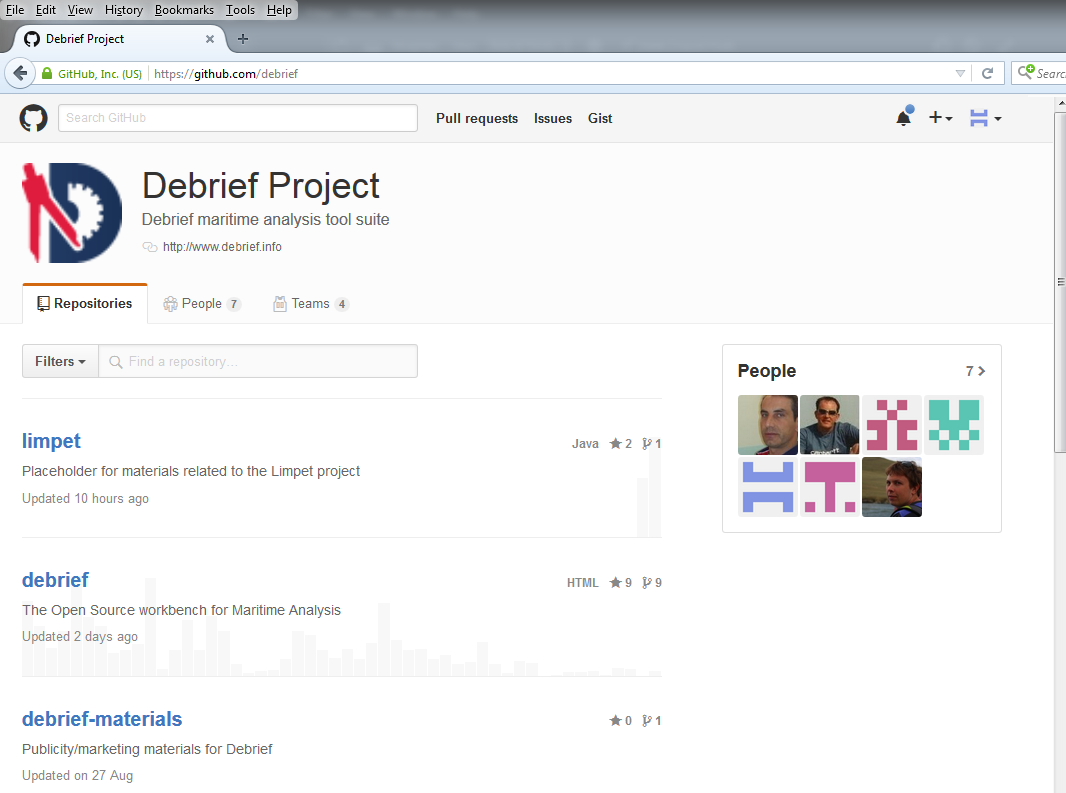 File Edit View History Bookmarks Tools Help
Debrief Project
GitHub, Inc. (US) https://github.com/debrief
Search GitHub
Pull requests Issues Gist
Debrief Project
Debrief maritime analysis tool suite
http://www.debrief.info
Repositories People 7 Teams 4
Filters Find a repository...
People 7
limpet Java 2 1
Placeholder for materials related to the Limpet project
Updated 10 hours ago
debrief HTML 9 9
The Open Source workbench for Maritime Analysis
Updated 2 days ago
debrief-materials 0 1
Publicity/marketing materials for Debrief
Updated on 27 Aug